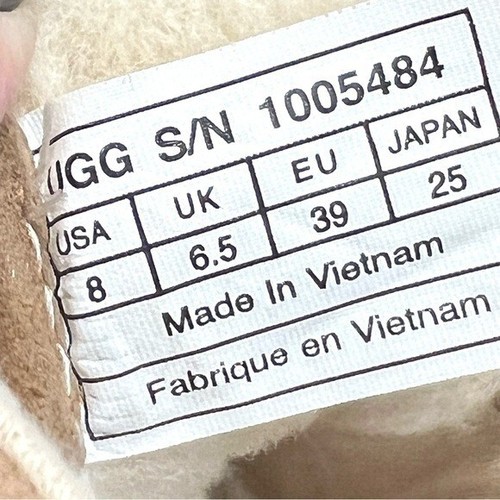 UGG S/N 1005484
USA UK EU JAPAN
8 6.5 39 25
Made In Vietnam
Fabrique en Vietnam